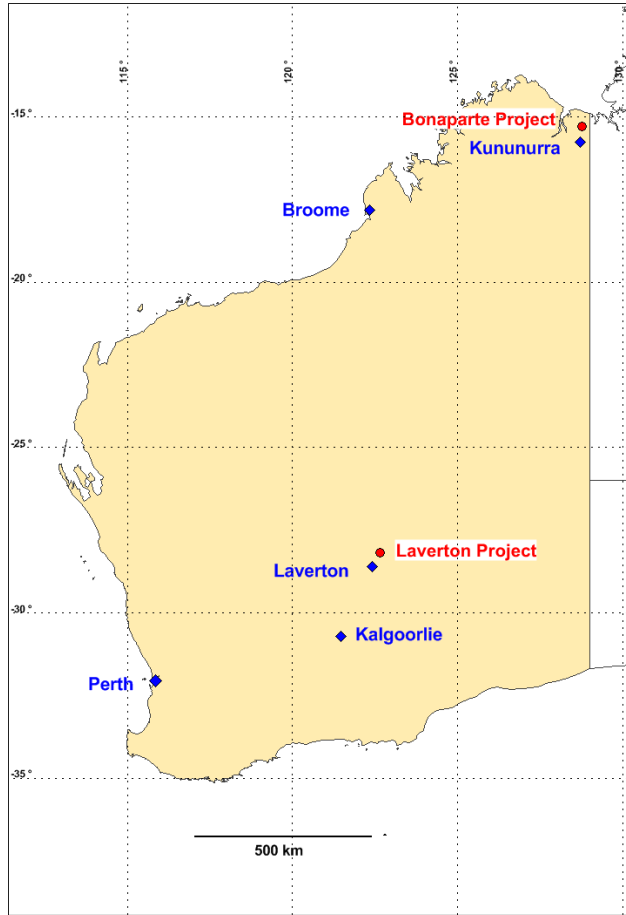 115 °
120 °
125 °
130 °
-15 °
Bonaparte Project
Kununurra
Broome
-20 °
-25 °
Laverton Project
Laverton
-30 °
Kalgoorlie
Perth
-35 °
500 km